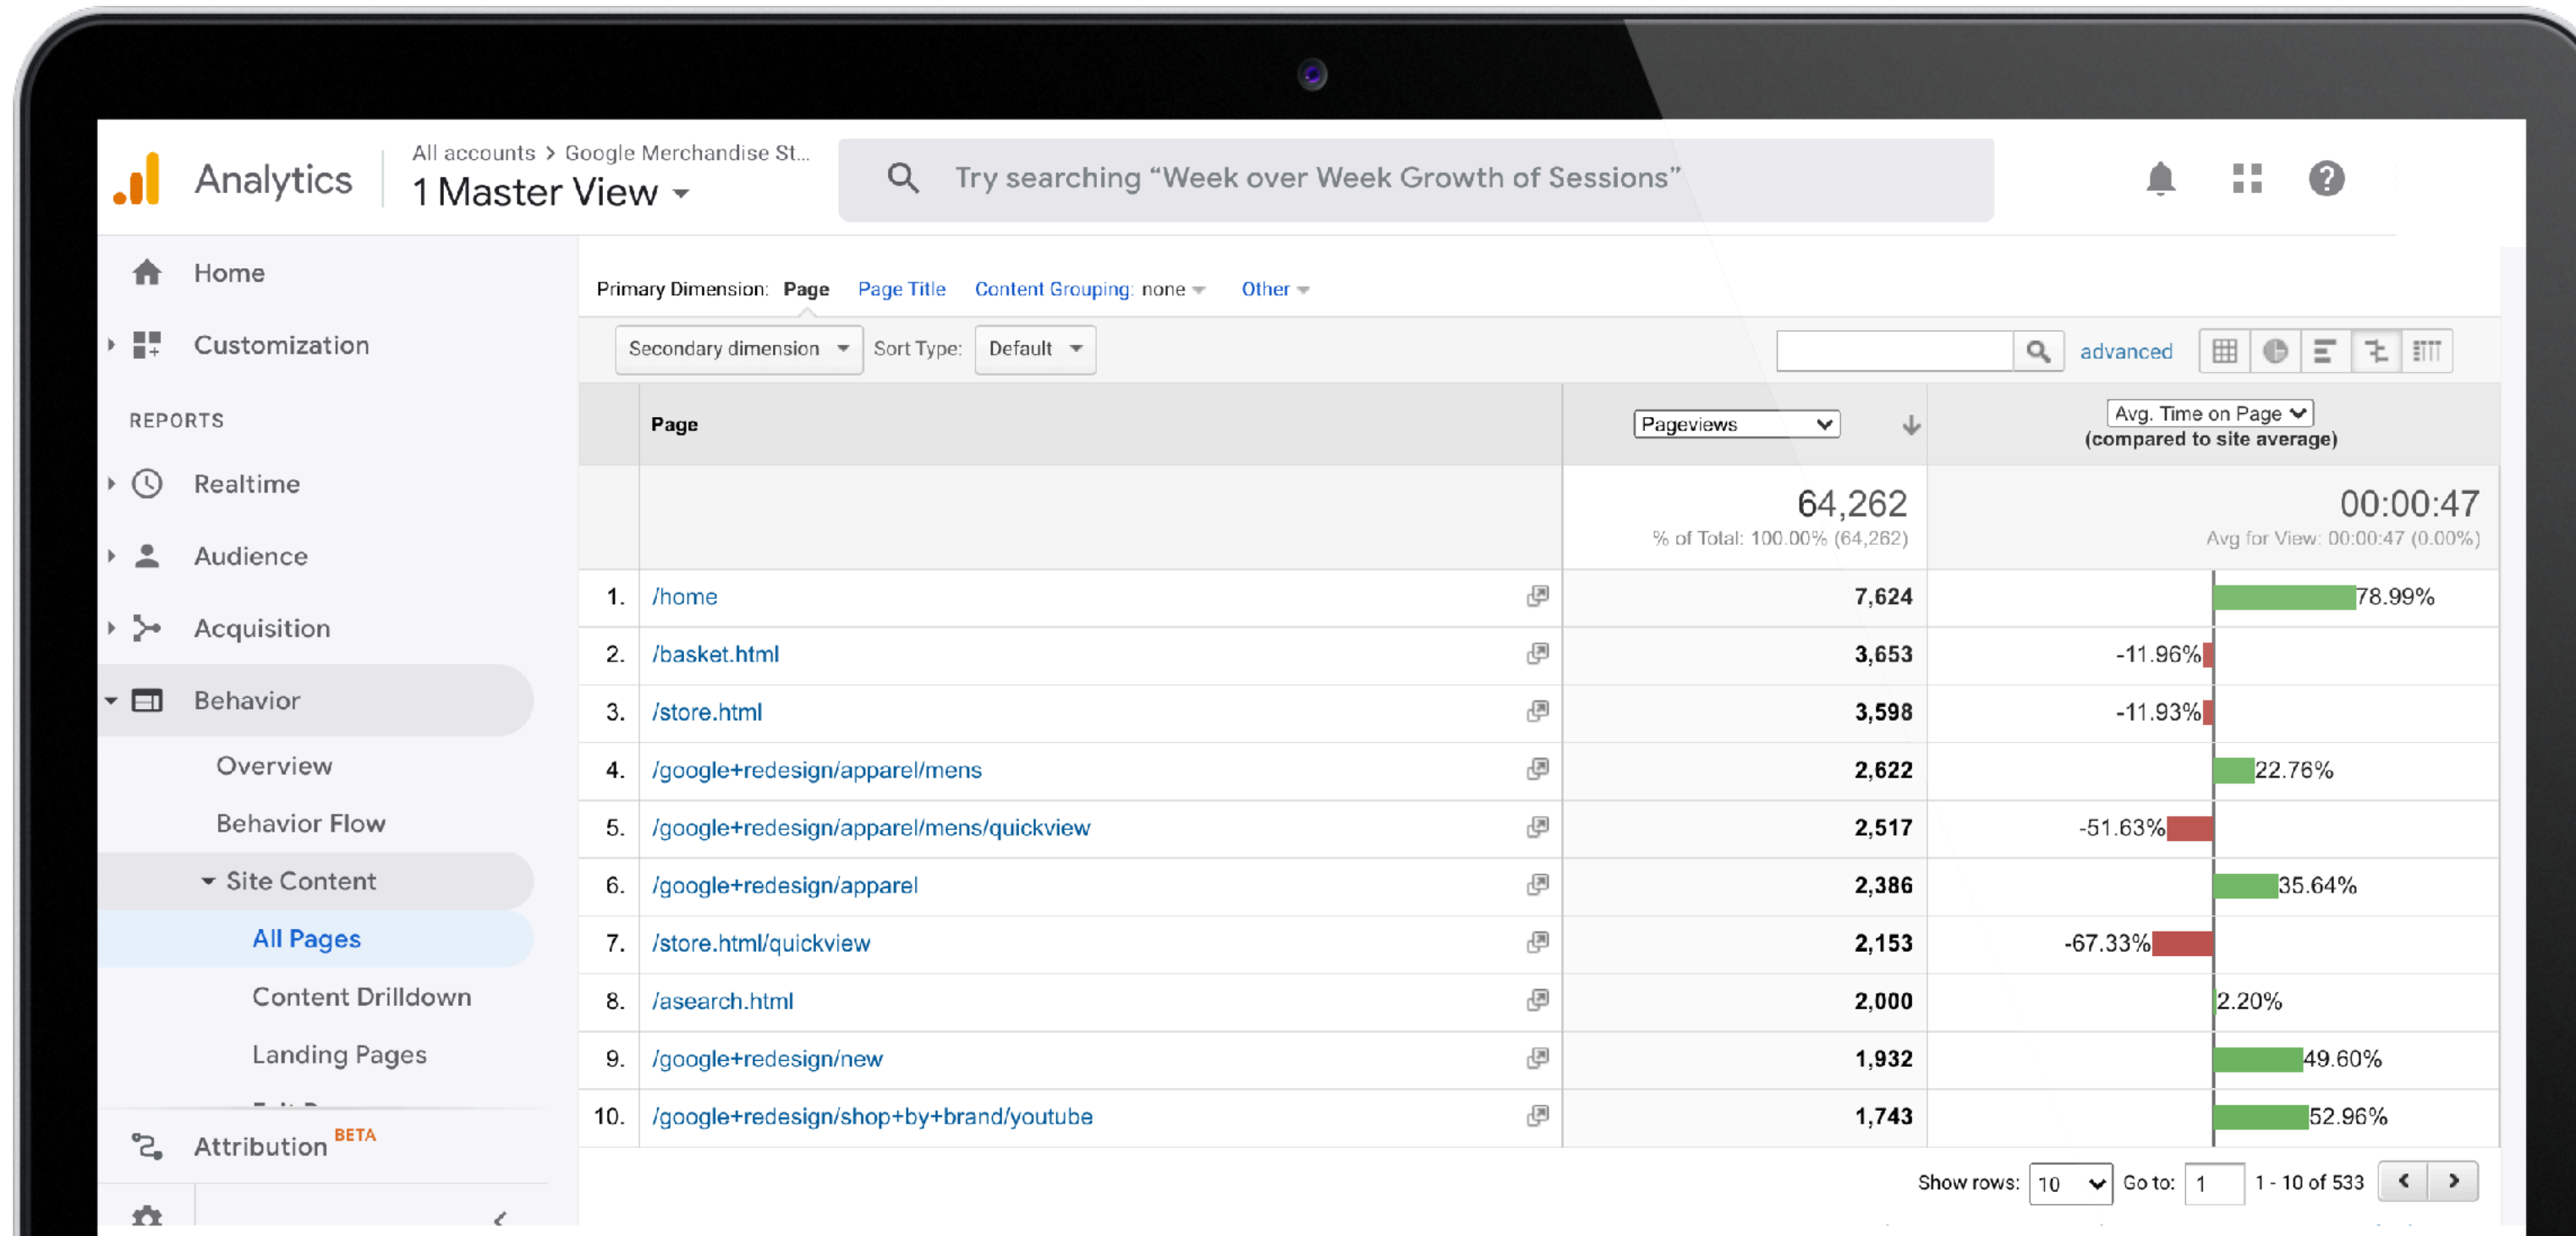 Analytics
All accounts > Google Merchandise St...
1 Master View
Try searching “Week over Week Growth of Sessions”
Home
Customization
REPORTS
Realtime
Audience
Acquisition
Behavior
Overview
Behavior Flow
Site Content
All Pages
Content Drilldown
Landing Pages
Attribution BETA
Primary Dimension: Page Page Title Content Grouping: none Other
Secondary dimension Sort Type: Default advanced
Page Pageviews Avg. Time on Page
(compared to site average)
64,262 00:00:47
% of Total: 100.00% (64,262) Avg for View: 00:00:47 (0.00%)
1. /home 7,624 78.99%
2. /basket.html 3,653 -11.96%
3. /store.html 3,598 -11.93%
4. /google+redesign/apparel/mens 2,622 22.76%
5. /google+redesign/apparel/mens/quickview 2,517 -51.63%
6. /google+redesign/apparel 2,386 35.64%
7. /store.html/quickview 2,153 -67.33%
8. /asearch.html 2,000 2.20%
9. /google+redesign/new 1,932 49.60%
10. /google+redesign/shop+by+brand/youtube 1,743 52.96%
Show rows: 10 Go to: 1 1 - 10 of 533